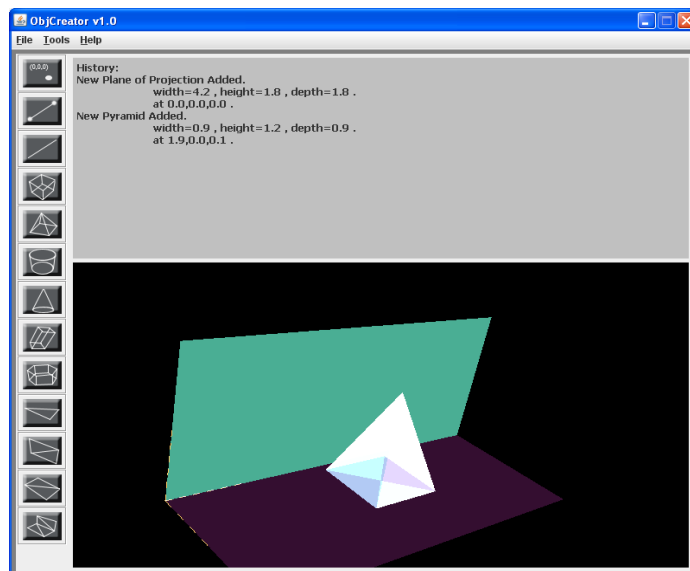 ObjCreator v1.0
File Tools Help
(0,0,0)
History:
New Plane of Projection Added.
width=4.2 , height=1.8 , depth=1.8 .
at 0.0,0.0,0.0 .
New Pyramid Added.
width=0.9 , height=1.2 , depth=0.9 .
at 1.9,0.0,0.1 .